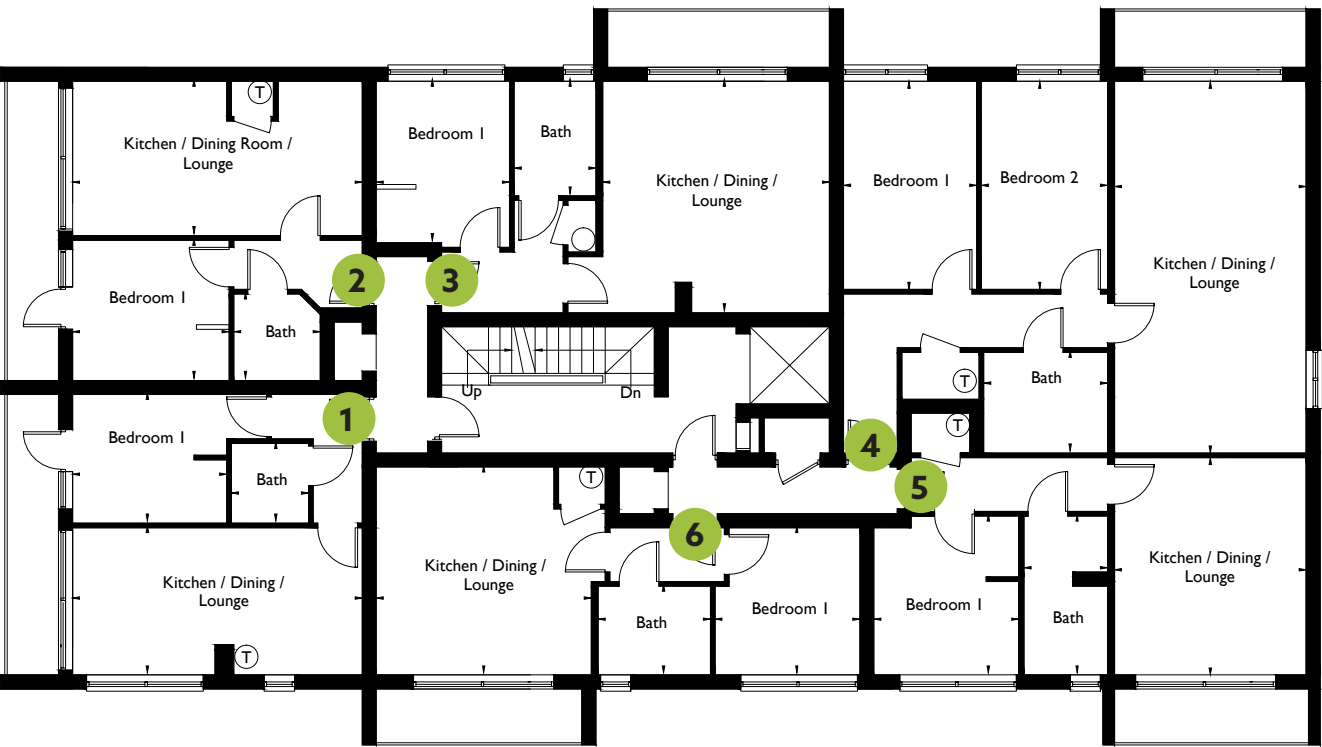 T
Kitchen / Dining Room /
Lounge
Bedroom 1
Bath
Kitchen / Dining /
Lounge
Bedroom 1
Bedroom 2
Kitchen / Dining /
Lounge
2
3
Bedroom 1
Bath
Up
Dn
T
Bath
1
Bedroom 1
Bath
T
4
T
5
6
Kitchen / Dining /
Lounge
Kitchen / Dining /
Lounge
Kitchen / Dining /
Lounge
Bath
Bedroom 1
Bedroom 1
Bath
T